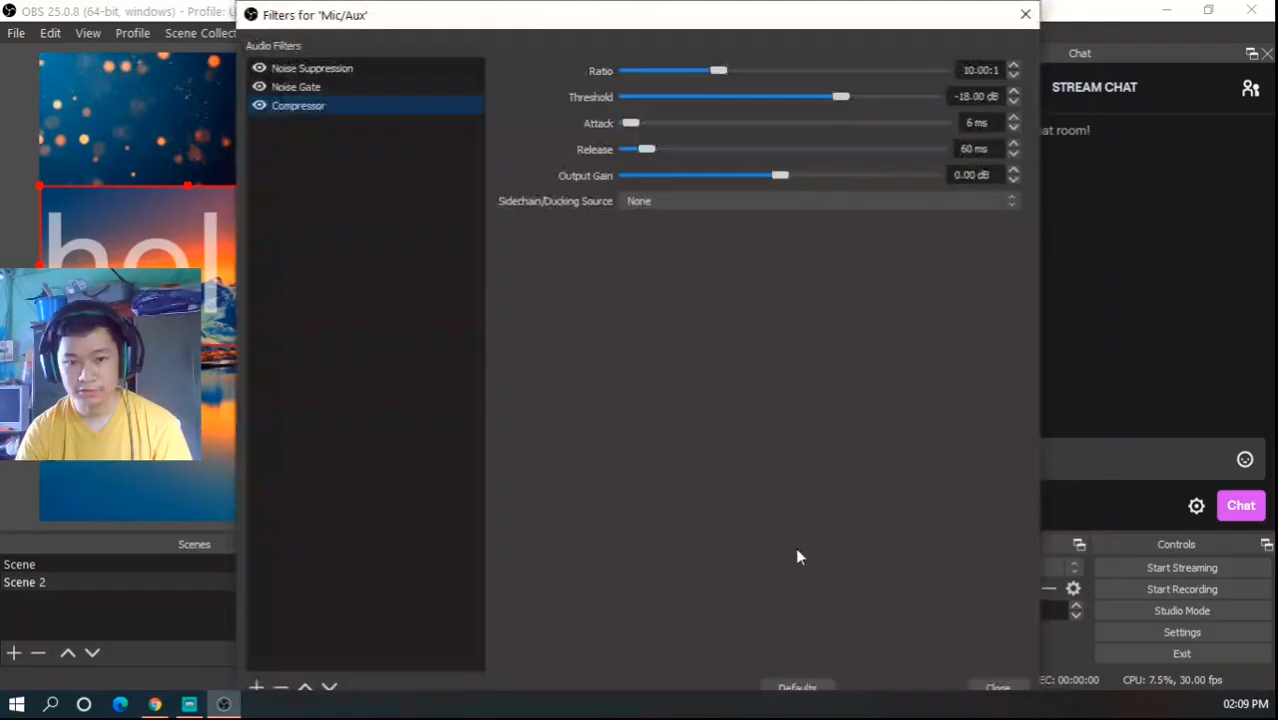 OBS 25.0.8 (64-bit, windows) - Profile: U
Filters for 'Mic/Aux'
File Edit View Profile Scene Collect
Audio Filters
Noise Suppression
Noise Gate
Compressor
Ratio 10.00:1
Threshold -18.00 dB
Attack 6 ms
Release 60 ms
Output Gain 0.00 dB
Sidechain/Ducking Source None
Chat
STREAM CHAT
at room!
hol
Chat
Scenes
Scene
Scene 2
Controls
Start Streaming
Start Recording
Studio Mode
Settings
Exit
Defaults
Close
EC: 00:00:00 CPU: 7.5%, 30.00 fps
02:09 PM